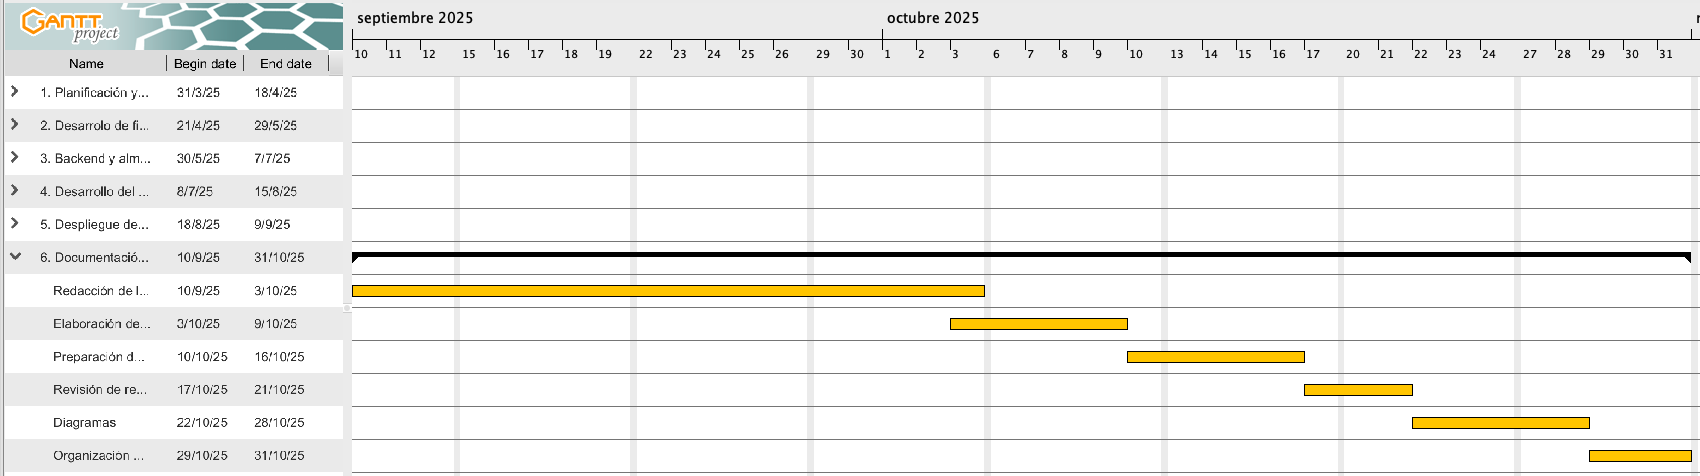 GANTT
project
septiembre 2025 octubre 2025
Name Begin date End date
10 11 12 15 16 17 18 19 22 23 24 25 26 29 30 1 2 3 6 7 8 9 10 13 14 15 16 17 20 21 22 23 24 27 28 29 30 31
1. Planificación y... 31/3/25 18/4/25
2. Desarrolo de fi... 21/4/25 29/5/25
3. Backend y alm... 30/5/25 7/7/25
4. Desarrollo del ... 8/7/25 15/8/25
5. Despliegue de... 18/8/25 9/9/25
6. Documentació... 10/9/25 31/10/25
Redacción de l... 10/9/25 3/10/25
Elaboración de... 3/10/25 9/10/25
Preparación d... 10/10/25 16/10/25
Revisión de re... 17/10/25 21/10/25
Diagramas 22/10/25 28/10/25
Organización ... 29/10/25 31/10/25